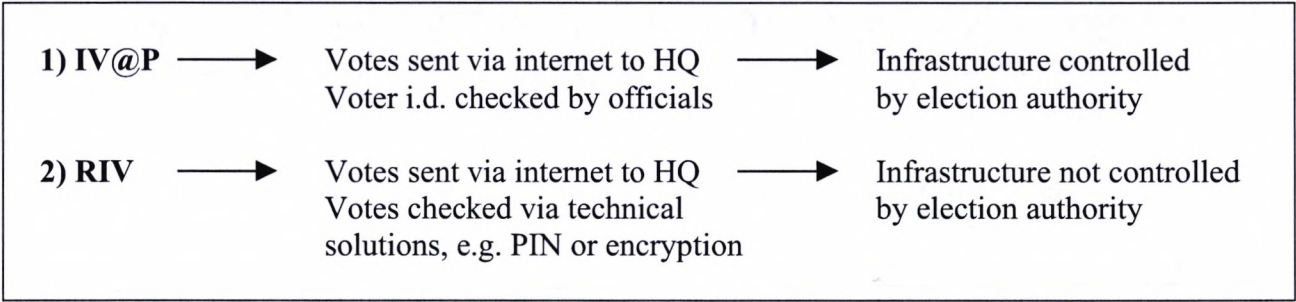 1) IV@P → Votes sent via internet to HQ → Infrastructure controlled
Voter i.d. checked by officials by election authority
2) RIV → Votes sent via internet to HQ → Infrastructure not controlled
Votes checked via technical by election authority
solutions, e.g. PIN or encryption